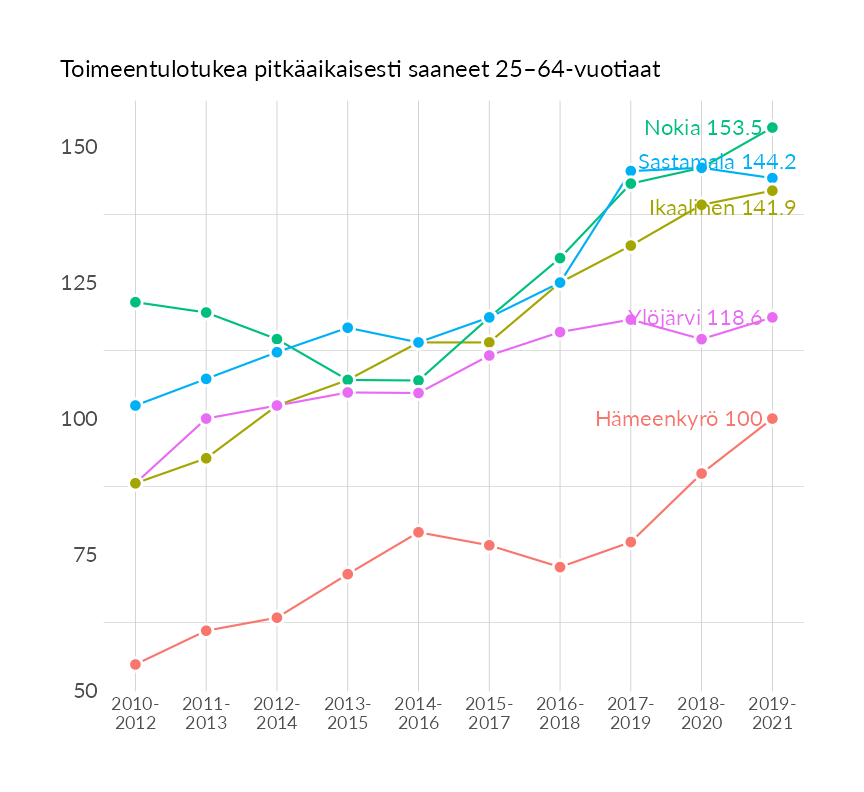 Toimeentulotukea pitkäaikaisesti saaneet 25–64-vuotiaat
Nokia 153.5
150
Sastamala 144.2
Ikaalinen 141.9
125
Ylöjärvi 118.6
100
Hämeenkyrö 100
75
50
2010- 2011- 2012- 2013- 2014- 2015- 2016- 2017- 2018- 2019-
2012 2013 2014 2015 2016 2017 2018 2019 2020 2021